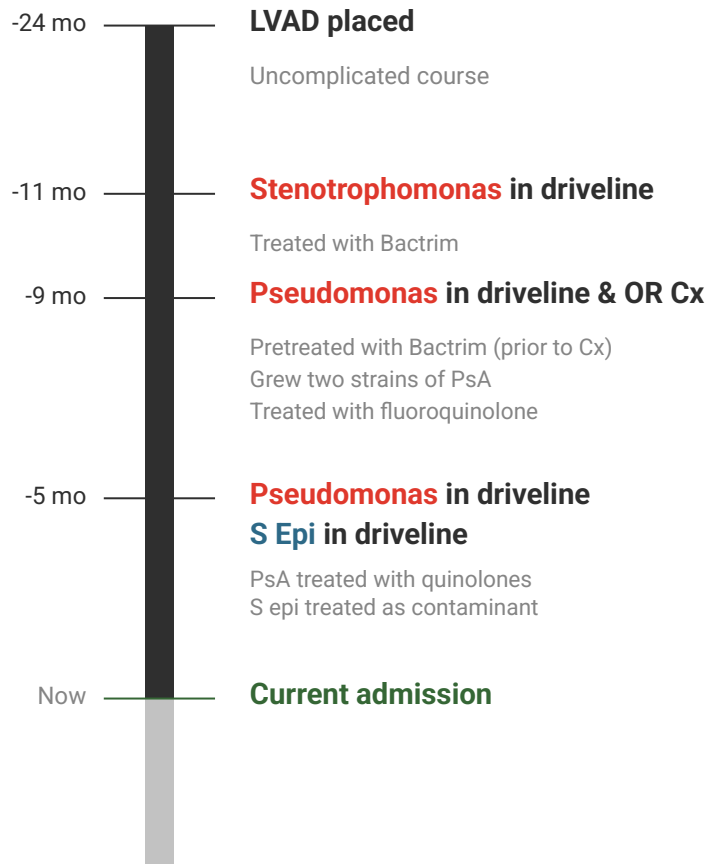 -24 mo LVAD placed
Uncomplicated course
-11 mo Stenotrophomonas in driveline
Treated with Bactrim
-9 mo Pseudomonas in driveline & OR Cx
Pretreated with Bactrim (prior to Cx)
Grew two strains of PsA
Treated with fluoroquinolone
-5 mo Pseudomonas in driveline
S Epi in driveline
PsA treated with quinolones
S epi treated as contaminant
Now Current admission